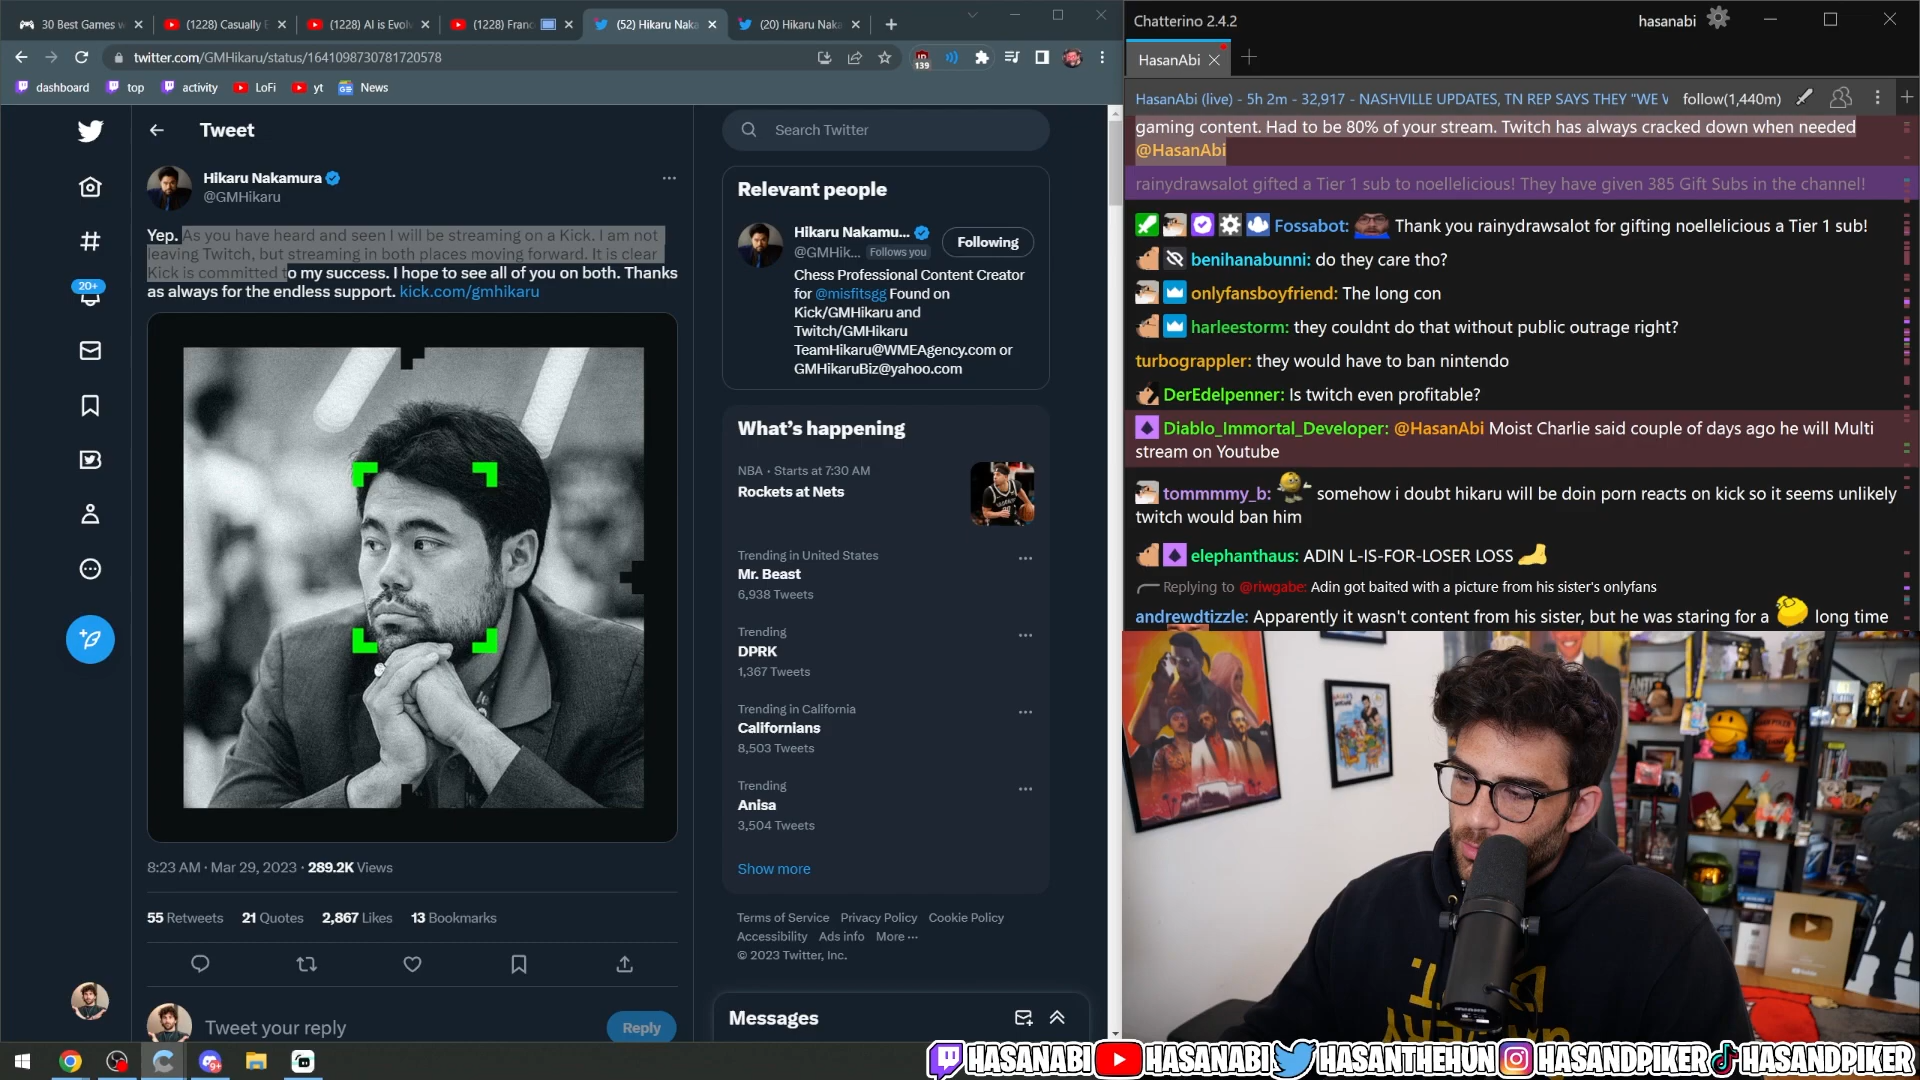 30 Best Games w
(1228) Casually E
(1228) AI is Evol
(1228) Franc
(52) Hikaru Naka
(20) Hikaru Naka
twitter.com/GMHikaru/status/1641098730781720578
139
dashboard
top
activity
LoFi
yt
News
Tweet
Hikaru Nakamura
@GMHikaru
Yep. As you have heard and seen I will be streaming on a Kick. I am not
leaving Twitch, but streaming in both places moving forward. It is clear
Kick is committed to my success. I hope to see all of you on both. Thanks
as always for the endless support. kick.com/gmhikaru
20+
8:23 AM · Mar 29, 2023 · 289.2K Views
55 Retweets 21 Quotes 2,867 Likes 13 Bookmarks
Tweet your reply
Reply
Search Twitter
Relevant people
Hikaru Nakamu...
@GMHik... Follows you
Following
Chess Professional Content Creator
for @misfitsgg Found on
Kick/GMHikaru and
Twitch/GMHikaru
TeamHikaru@WMEAgency.com or
GMHikaruBiz@yahoo.com
What's happening
NBA · Starts at 7:30 AM
Rockets at Nets
Trending in United States
Mr. Beast
6,938 Tweets
Trending
DPRK
1,367 Tweets
Trending in California
Californians
8,503 Tweets
Trending
Anisa
3,504 Tweets
Show more
Terms of Service Privacy Policy Cookie Policy
Accessibility Ads info More ···
© 2023 Twitter, Inc.
Messages
Chatterino 2.4.2
hasanabi
HasanAbi
HasanAbi (live) - 5h 2m - 32,917 - NASHVILLE UPDATES, TN REP SAYS THEY "WE
follow(1,440m)
gaming content. Had to be 80% of your stream. Twitch has always cracked down when needed
@HasanAbi
rainydrawsalot gifted a Tier 1 sub to noellelicious! They have given 385 Gift Subs in the channel!
Fossabot: Thank you rainydrawsalot for gifting noellelicious a Tier 1 sub!
benihanabunni: do they care tho?
onlyfansboyfriend: The long con
harleestorm: they couldnt do that without public outrage right?
turbograppler: they would have to ban nintendo
DerEdelpenner: Is twitch even profitable?
Diablo_Immortal_Developer: @HasanAbi Moist Charlie said couple of days ago he will Multi
stream on Youtube
tommmmy_b: somehow i doubt hikaru will be doin porn reacts on kick so it seems unlikely
twitch would ban him
elephanthaus: ADIN L-IS-FOR-LOSER LOSS
Replying to @riwgabe: Adin got baited with a picture from his sister's onlyfans
andrewdtizzle: Apparently it wasn't content from his sister, but he was staring for a long time
HASANABI HASANABI HASANTHEHUN HASANDPIKER HASANDPIKER